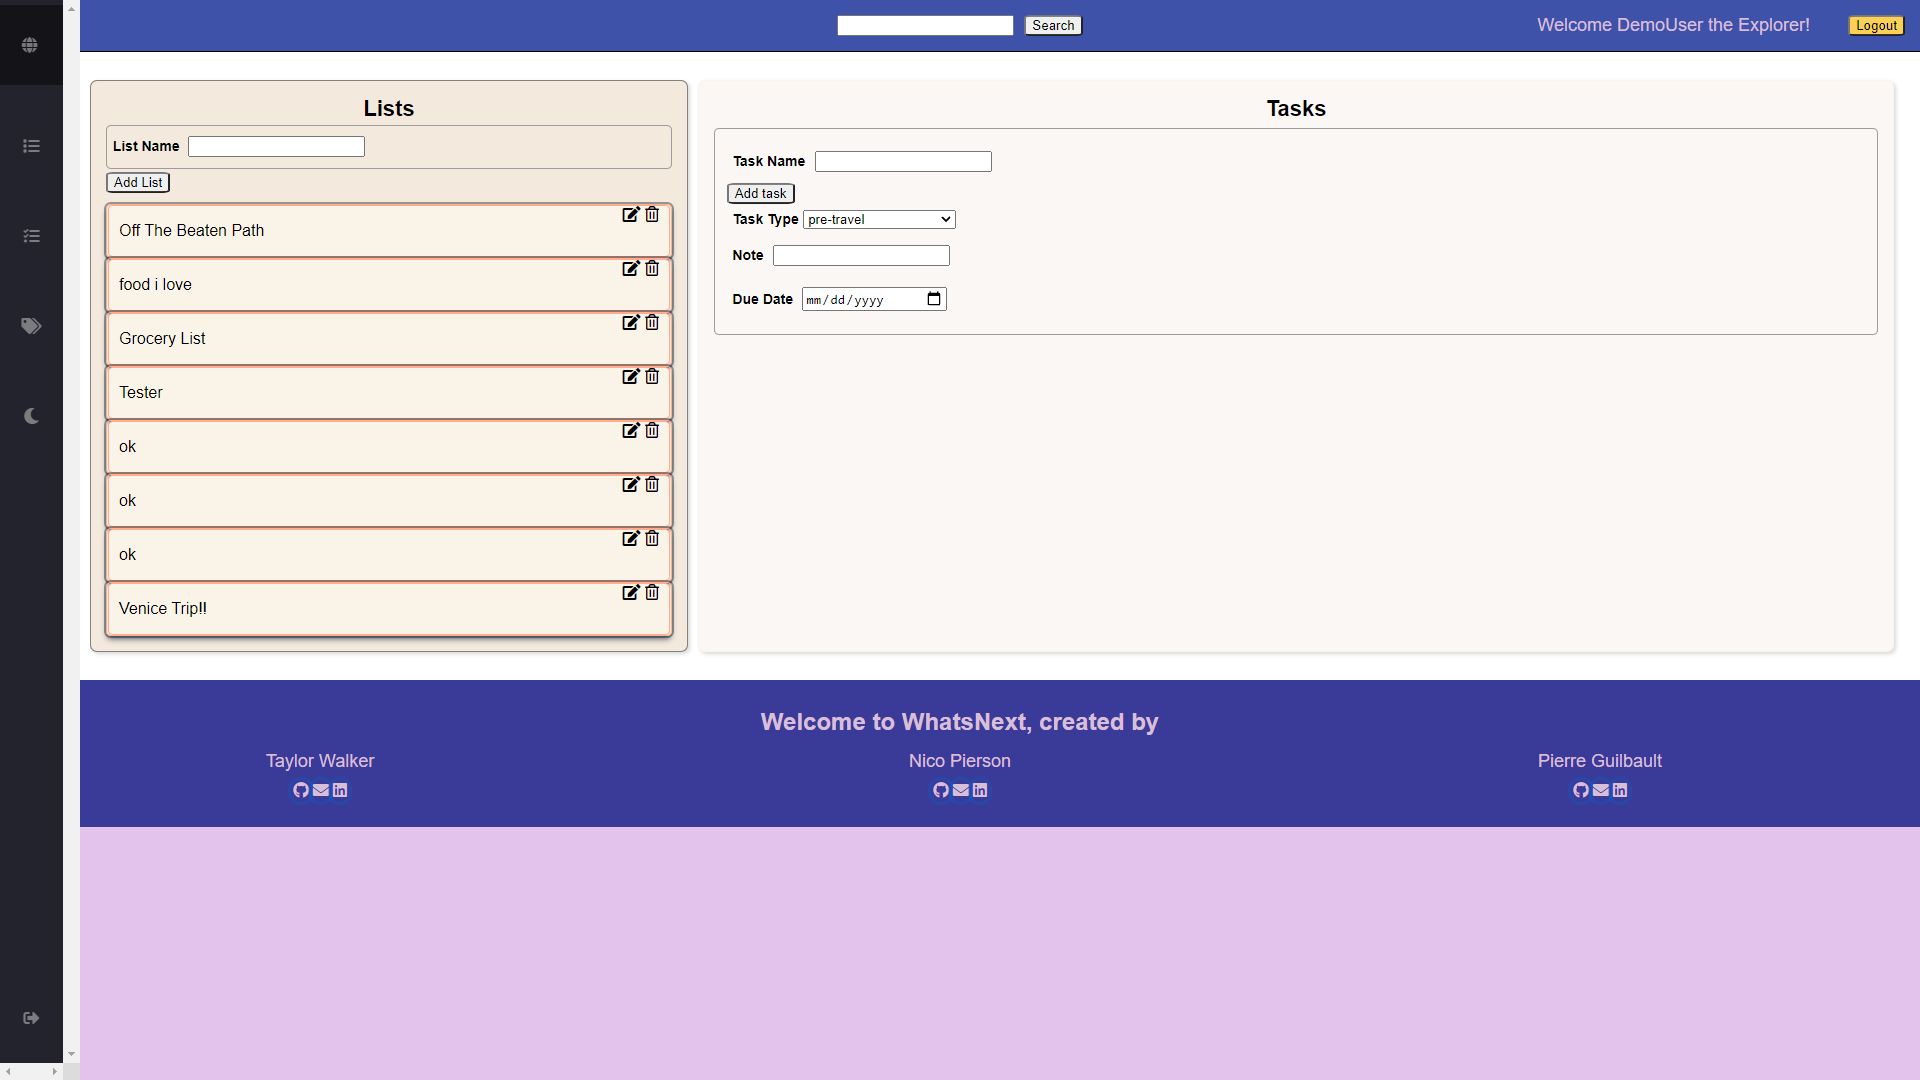 Search
Welcome DemoUser the Explorer!
Logout
Lists
List Name
Add List
Off The Beaten Path
food i love
Grocery List
Tester
ok
ok
ok
Venice Trip!!
Tasks
Task Name
Add task
Task Type pre-travel
Note
Due Date mm/dd/yyyy
Welcome to WhatsNext, created by
Taylor Walker
Nico Pierson
Pierre Guilbault